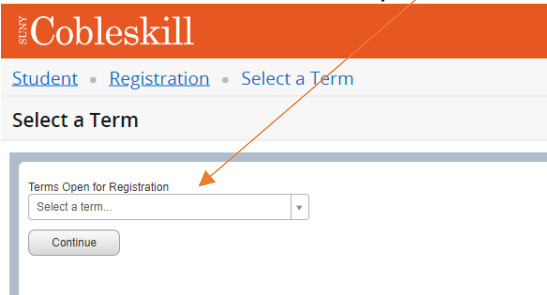 SUNY Cobleskill
Student • Registration • Select a Term
Select a Term
Terms Open for Registration
Select a term...
Continue